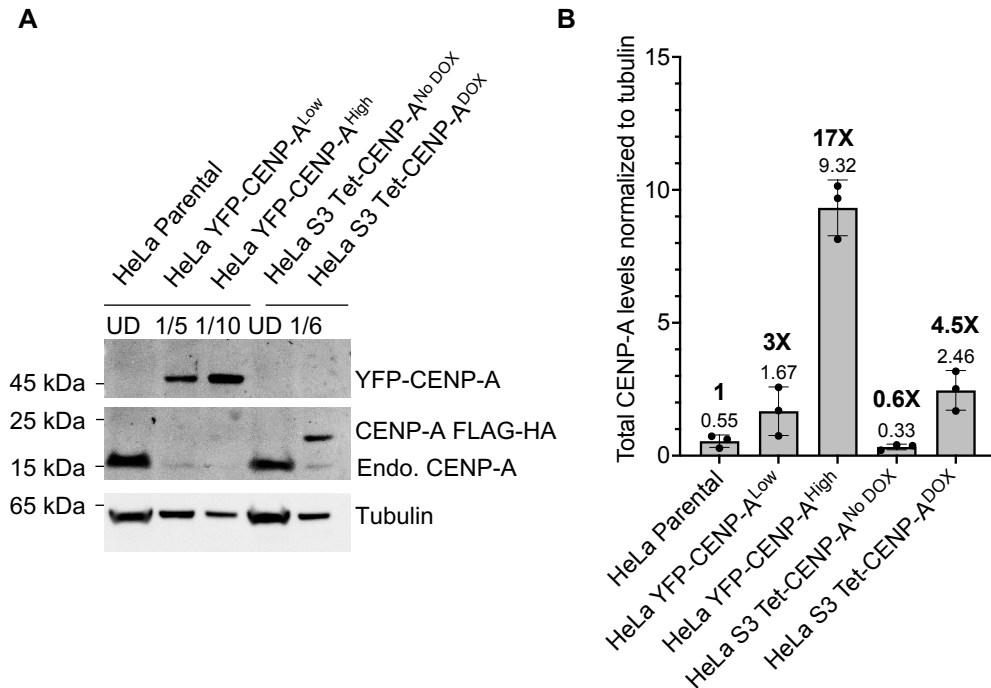 A
HeLa Parental
HeLa YFP-CENP-A^Low
HeLa YFP-CENP-A^High
HeLa S3 Tet-CENP-A^No DOX
HeLa S3 Tet-CENP-A^DOX
UD 1/5 1/10 UD 1/6
45 kDa
YFP-CENP-A
25 kDa
CENP-A FLAG-HA
15 kDa
Endo. CENP-A
65 kDa
Tubulin
B
Total CENP-A levels normalized to tubulin
15
10
5
0
1
0.55
3X
1.67
17X
9.32
0.6X
0.33
4.5X
2.46
HeLa Parental
HeLa YFP-CENP-A^Low
HeLa YFP-CENP-A^High
HeLa S3 Tet-CENP-A^No DOX
HeLa S3 Tet-CENP-A^DOX